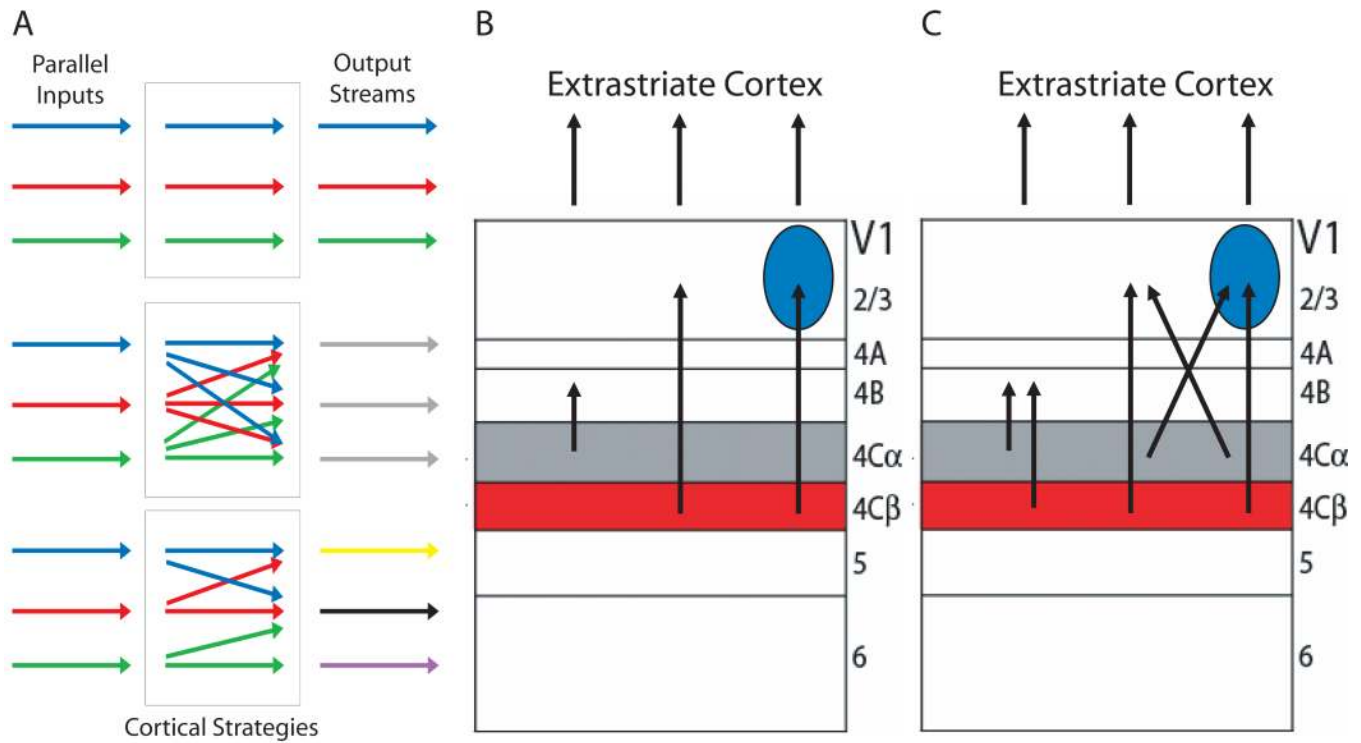 A
Parallel
Inputs
Output
Streams
Cortical Strategies
B
Extrastriate Cortex
V1
2/3
4A
4B
4Cα
4Cβ
5
6
C
Extrastriate Cortex
V1
2/3
4A
4B
4Cα
4Cβ
5
6